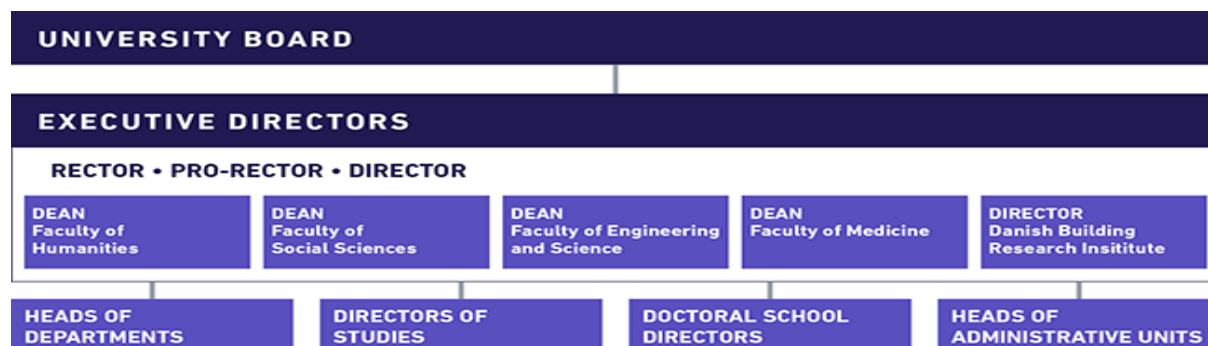 UNIVERSITY BOARD
EXECUTIVE DIRECTORS
RECTOR • PRO-RECTOR • DIRECTOR
DEAN
Faculty of
Humanities
DEAN
Faculty of
Social Sciences
DEAN
Faculty of Engineering
and Science
DEAN
Faculty of Medicine
DIRECTOR
Danish Building
Research Insititute
HEADS OF
DEPARTMENTS
DIRECTORS OF
STUDIES
DOCTORAL SCHOOL
DIRECTORS
HEADS OF
ADMINISTRATIVE UNITS